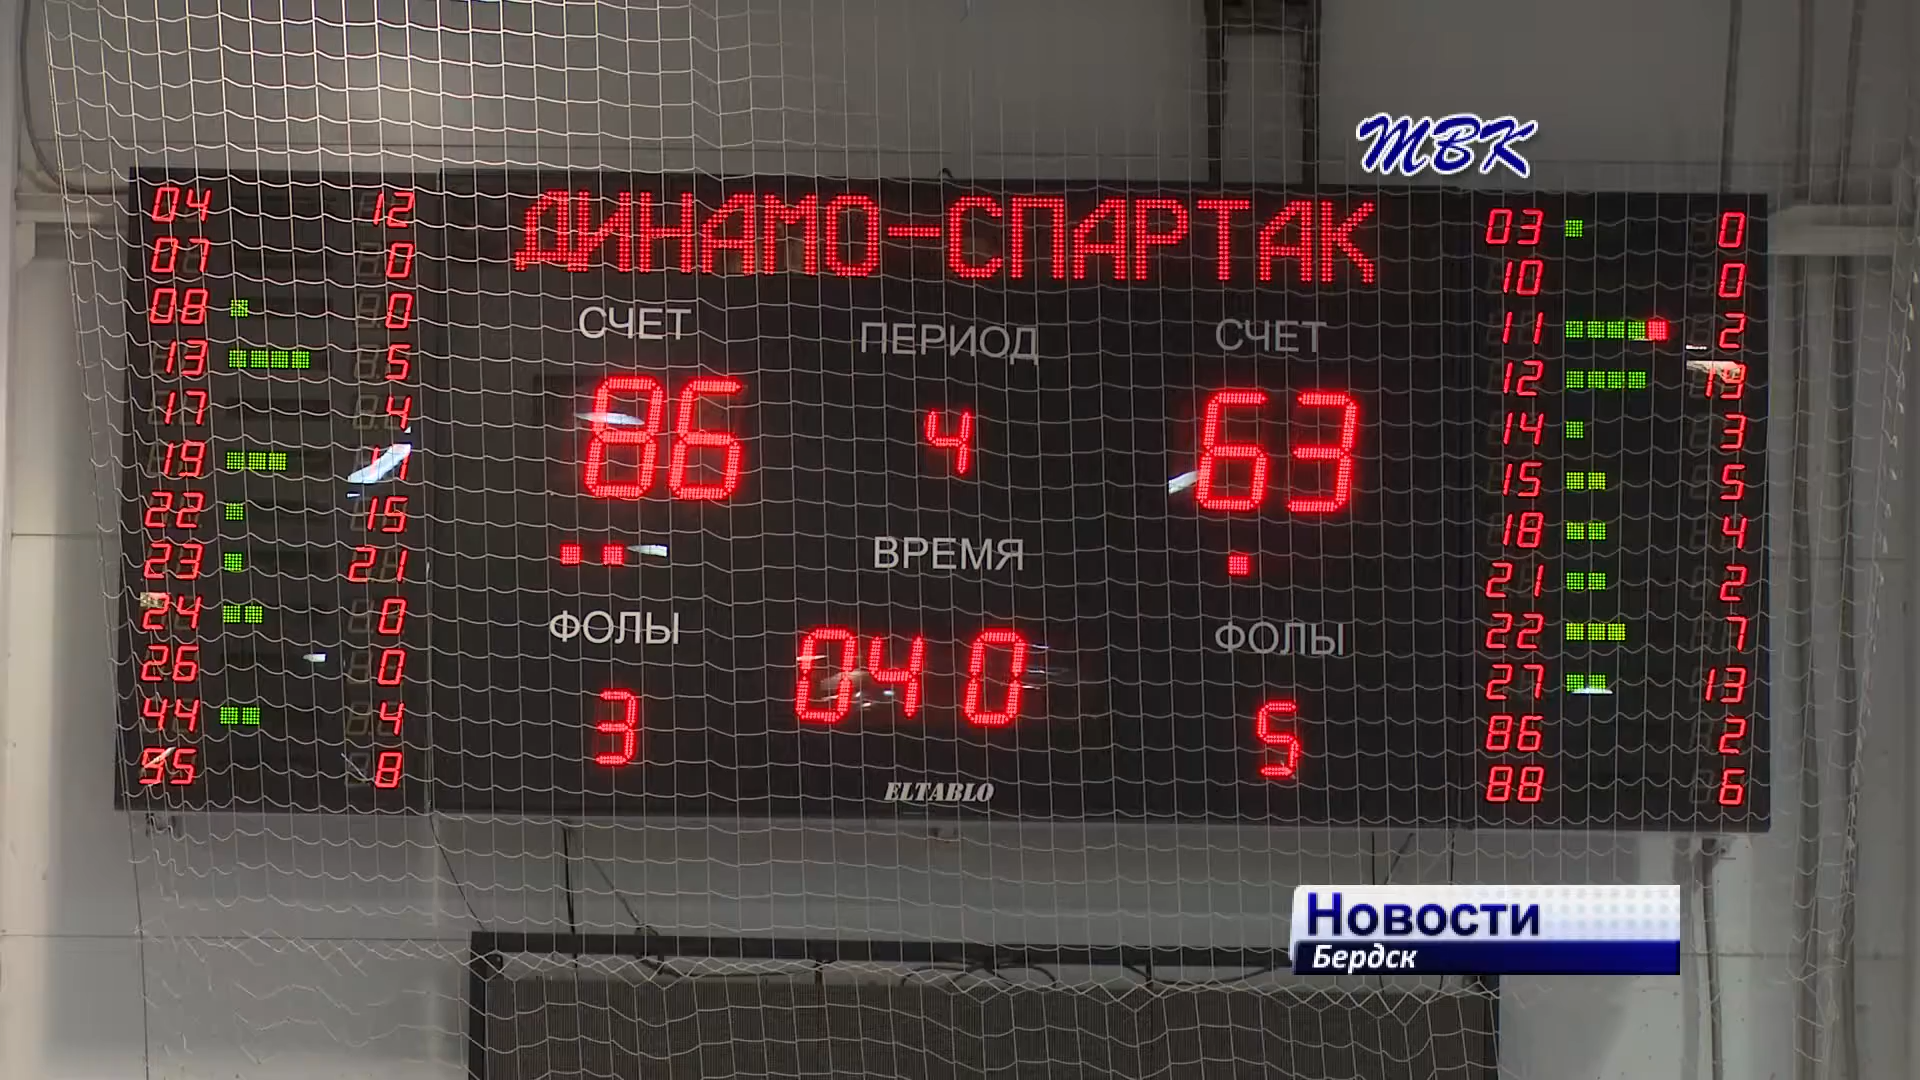 ТВК
ДИНАМО-СПАРТАК
СЧЕТ ПЕРИОД СЧЕТ
86 4 63
ВРЕМЯ
ФОЛЫ 04 0 ФОЛЫ
3 5
ELTABLO
04 12
07 0
08 0
13 5
17 4
19
22 15
23 21
24 0
26 0
44 4
55 8
03 0
10 0
11 2
12 19
14 3
15 5
18 4
21 2
22 7
27 13
86 2
88 6
Новости
Бердск